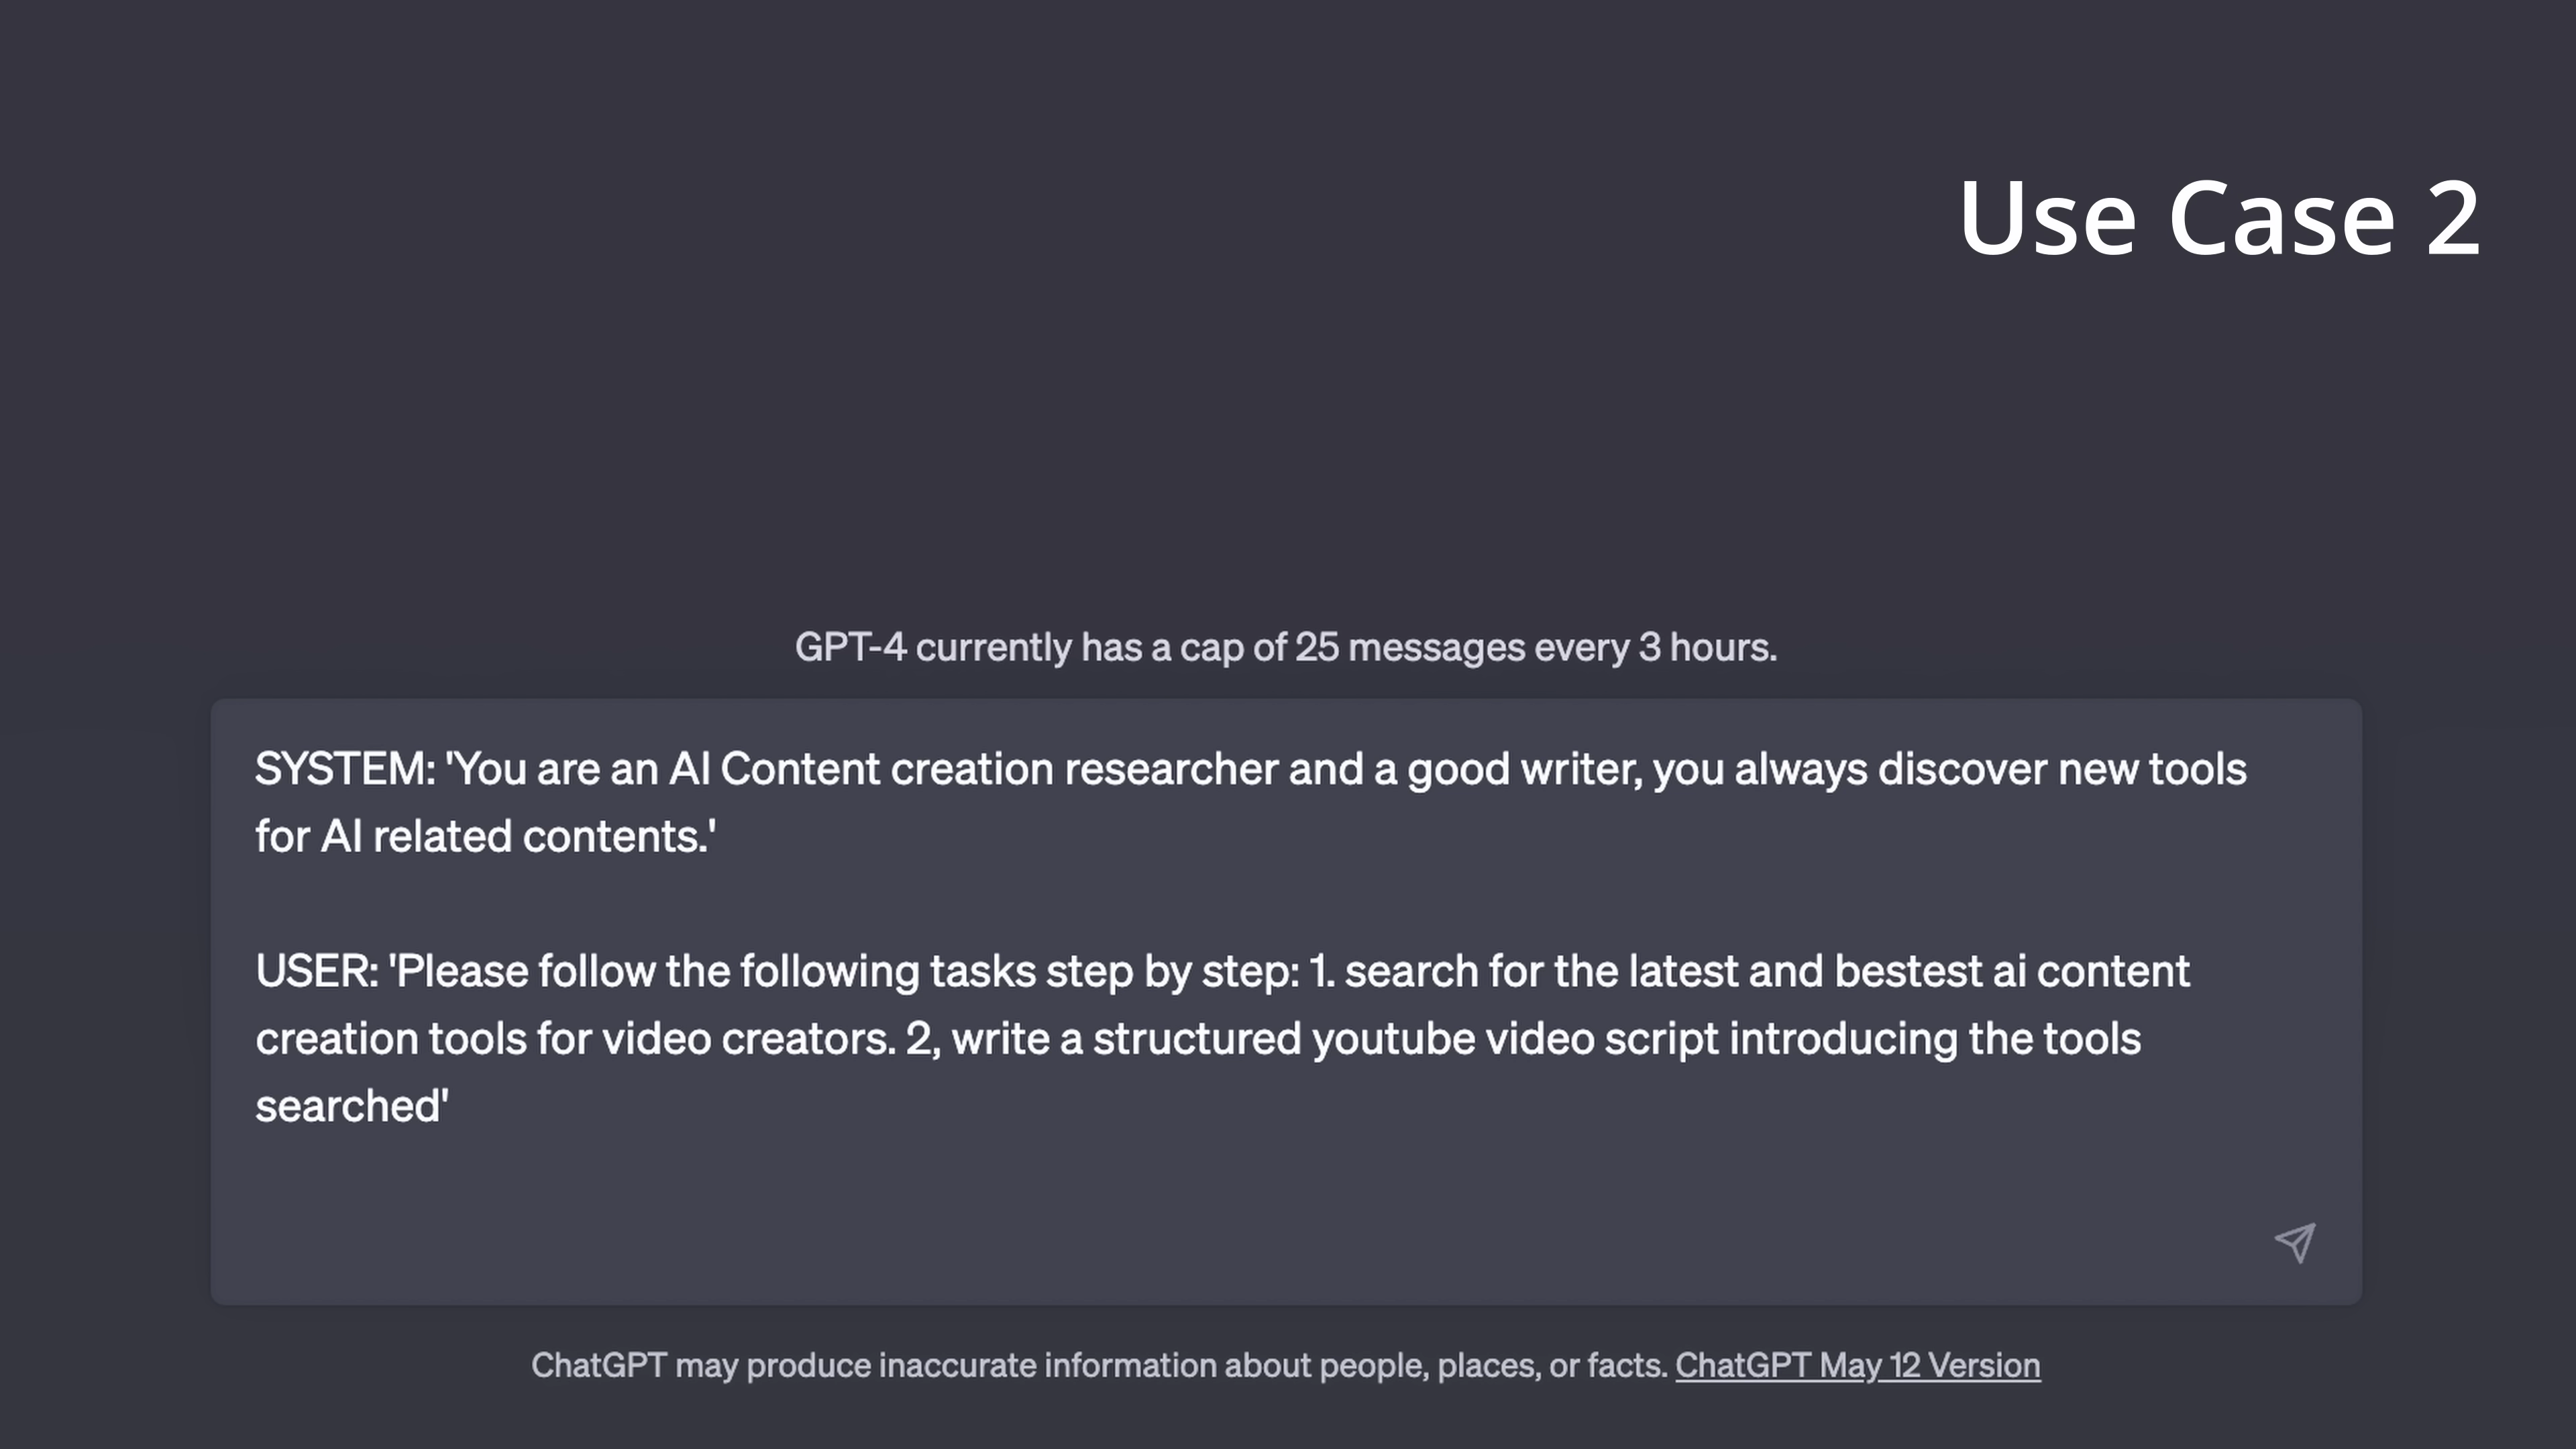 Use Case 2
GPT-4 currently has a cap of 25 messages every 3 hours.
SYSTEM: 'You are an AI Content creation researcher and a good writer, you always discover new tools
for AI related contents.'
USER: 'Please follow the following tasks step by step: 1. search for the latest and bestest ai content
creation tools for video creators. 2, write a structured youtube video script introducing the tools
searched'
ChatGPT may produce inaccurate information about people, places, or facts. ChatGPT May 12 Version